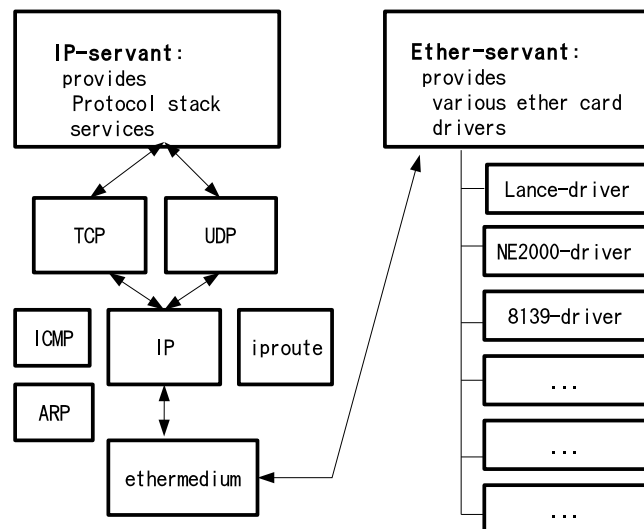 IP-servant:
provides
Protocol stack
services
TCP
UDP
ICMP
IP
iproute
ARP
ethermedium
Ether-servant:
provides
various ether card
drivers
Lance-driver
NE2000-driver
8139-driver
...
...
...